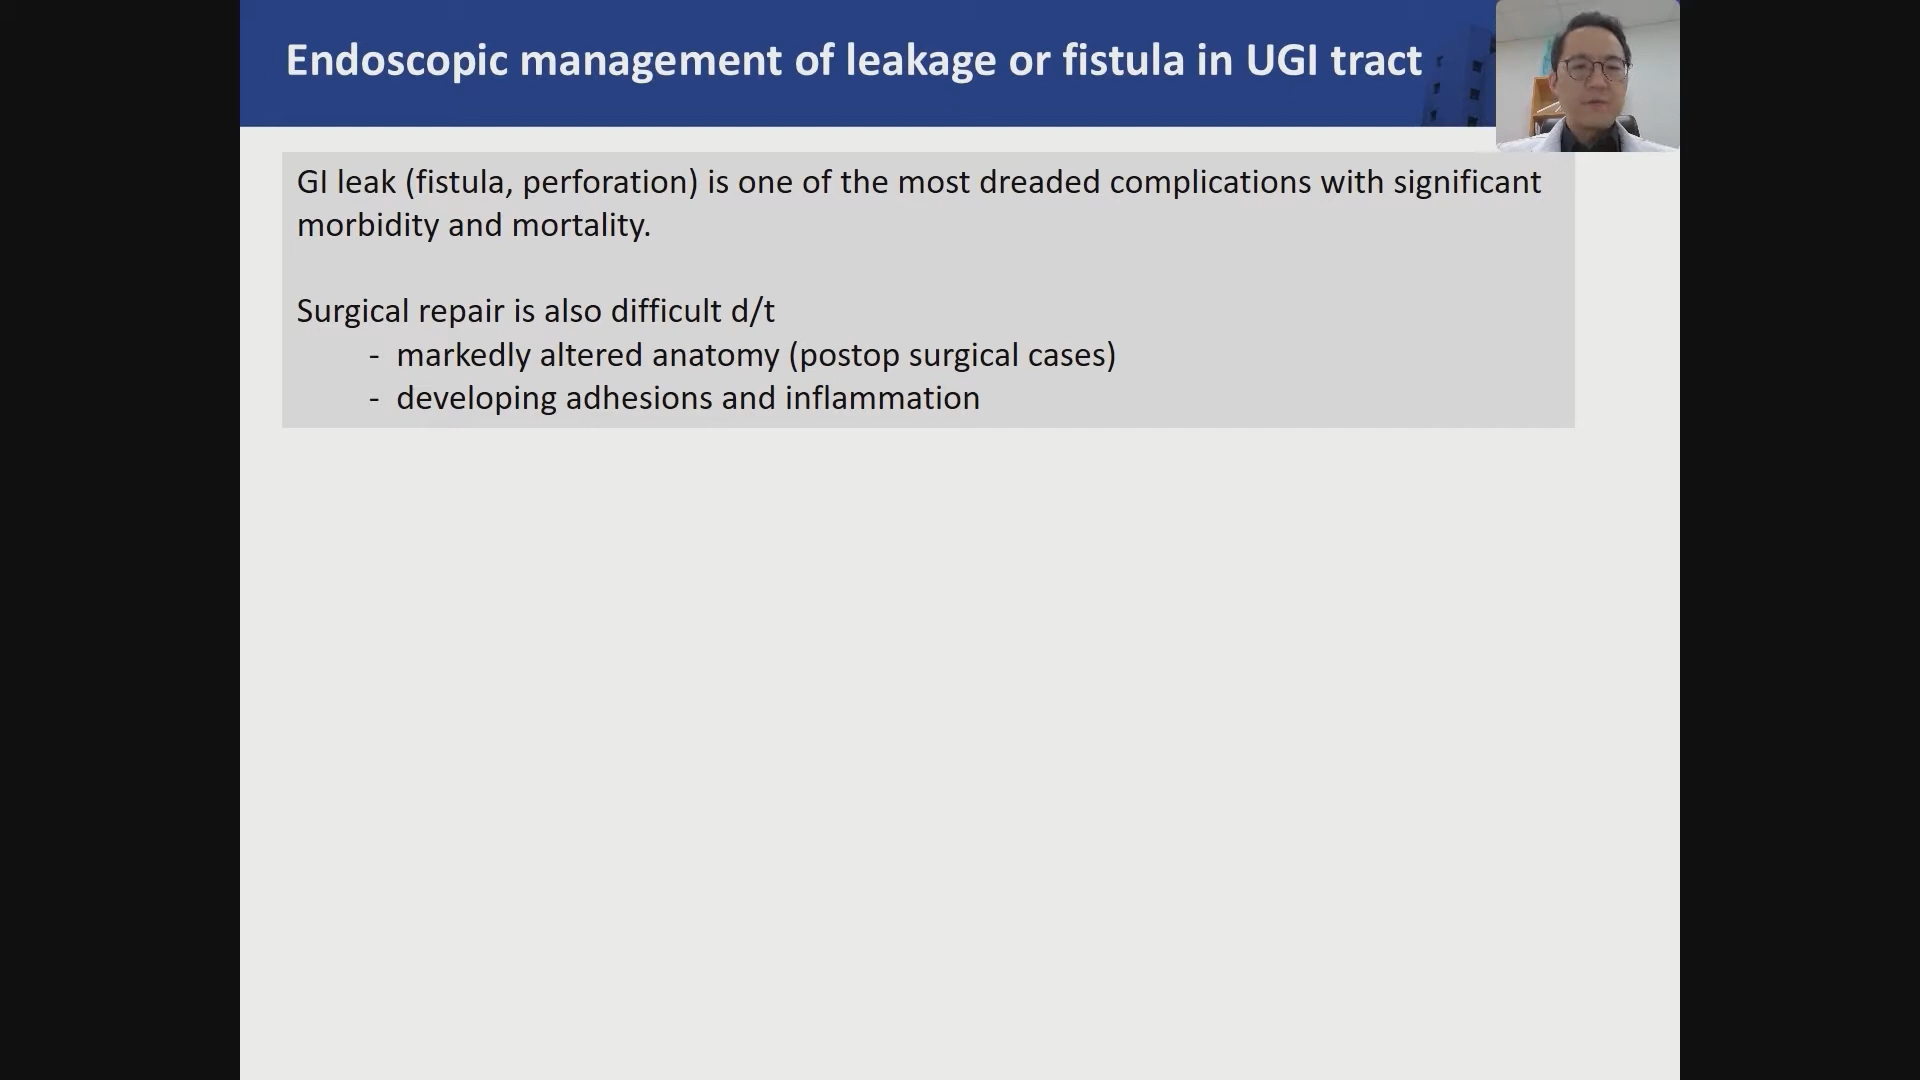 Endoscopic management of leakage or fistula in UGI tract
GI leak (fistula, perforation) is one of the most dreaded complications with significant
morbidity and mortality.
Surgical repair is also difficult d/t
- markedly altered anatomy (postop surgical cases)
- developing adhesions and inflammation